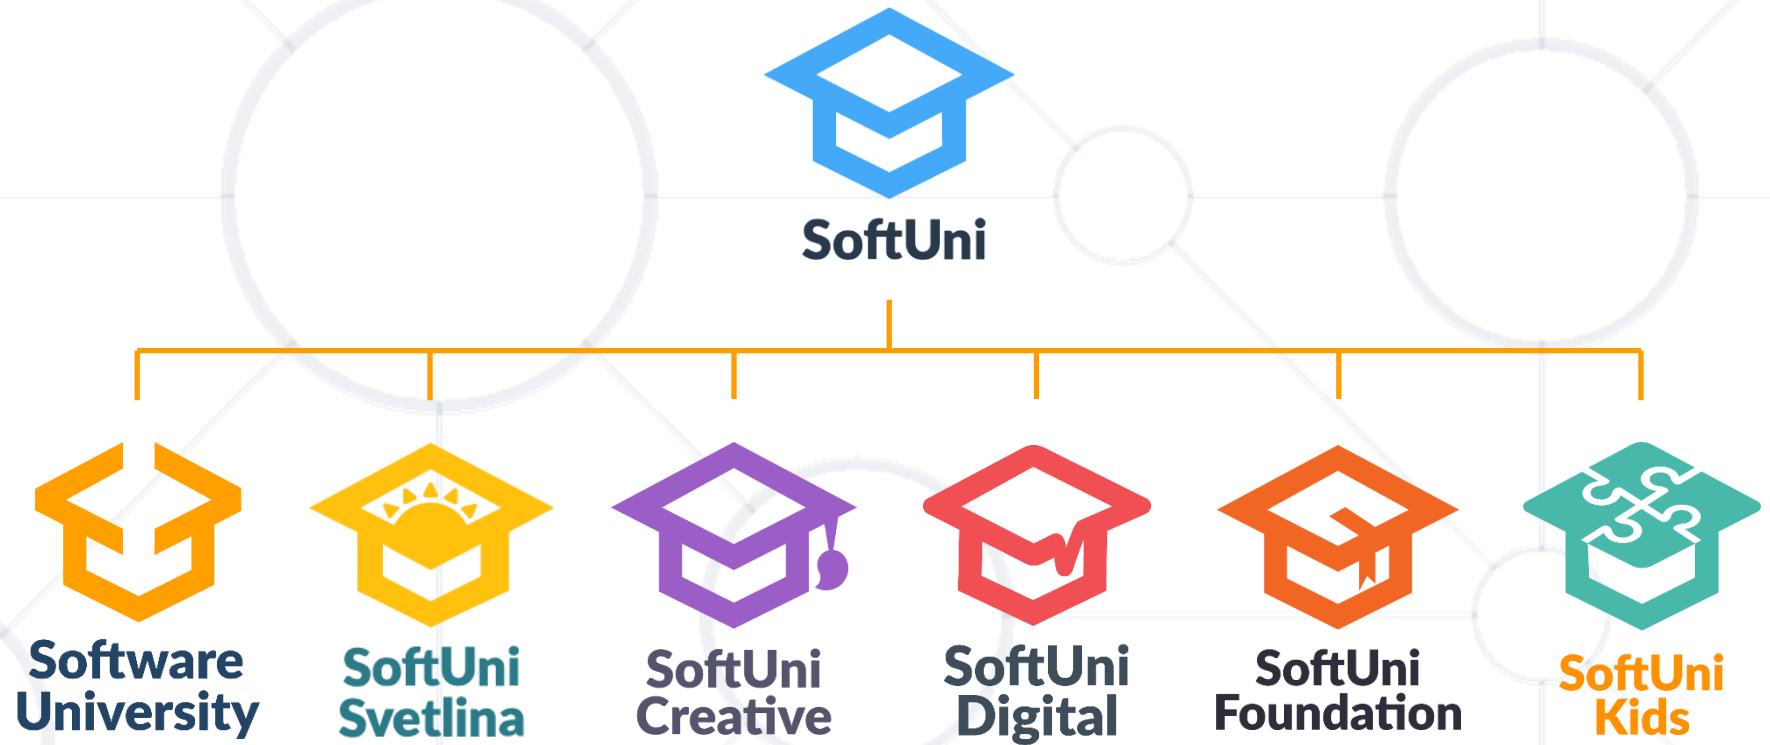 SoftUni
Software
University
SoftUni
Svetlina
SoftUni
Creative
SoftUni
Digital
SoftUni
Foundation
SoftUni
Kids